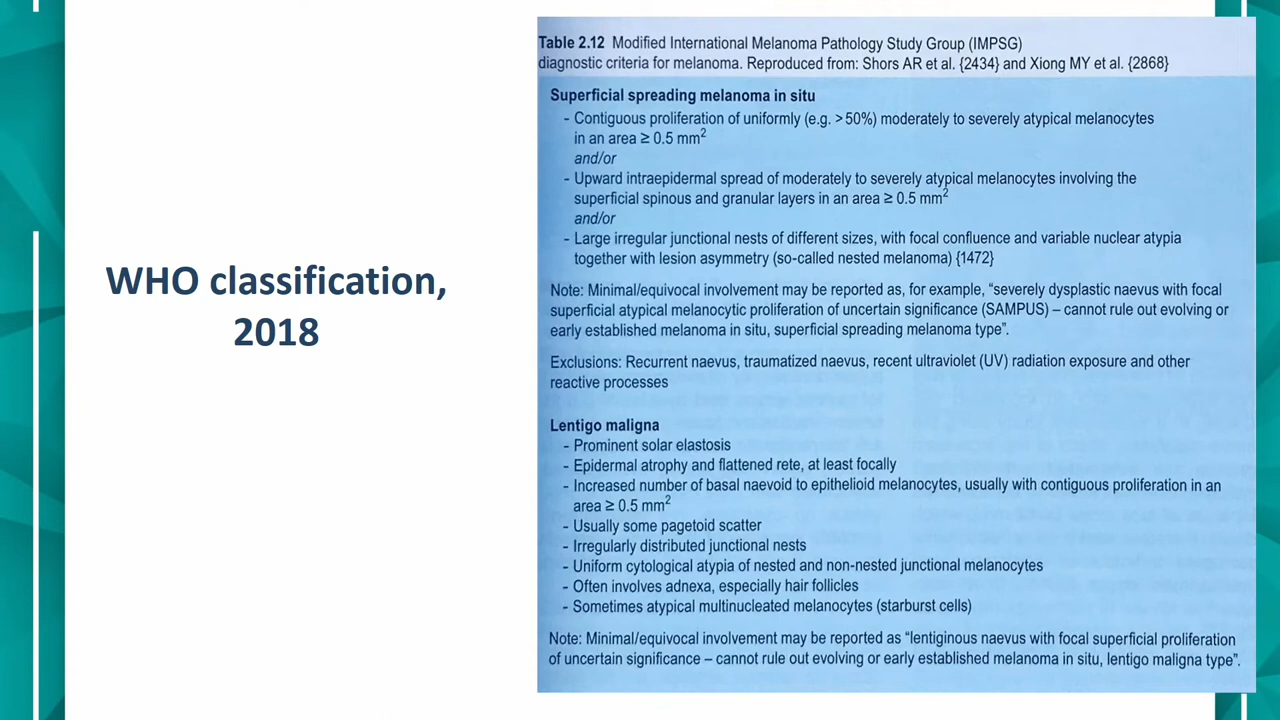 WHO classification,
2018
Table 2.12 Modified International Melanoma Pathology Study Group (IMPSG)
diagnostic criteria for melanoma. Reproduced from: Shors AR et al. {2434} and Xiong MY et al. {2868}
Superficial spreading melanoma in situ
- Contiguous proliferation of uniformly (e.g. >50%) moderately to severely atypical melanocytes
in an area ≥ 0.5 mm²
and/or
- Upward intraepidermal spread of moderately to severely atypical melanocytes involving the
superficial spinous and granular layers in an area ≥ 0.5 mm²
and/or
- Large irregular junctional nests of different sizes, with focal confluence and variable nuclear atypia
together with lesion asymmetry (so-called nested melanoma) {1472}
Note: Minimal/equivocal involvement may be reported as, for example, “severely dysplastic naevus with focal
superficial atypical melanocytic proliferation of uncertain significance (SAMPUS) – cannot rule out evolving or
early established melanoma in situ, superficial spreading melanoma type”.
Exclusions: Recurrent naevus, traumatized naevus, recent ultraviolet (UV) radiation exposure and other
reactive processes
Lentigo maligna
- Prominent solar elastosis
- Epidermal atrophy and flattened rete, at least focally
- Increased number of basal naevoid to epithelioid melanocytes, usually with contiguous proliferation in an
area ≥ 0.5 mm²
- Usually some pagetoid scatter
- Irregularly distributed junctional nests
- Uniform cytological atypia of nested and non-nested junctional melanocytes
- Often involves adnexa, especially hair follicles
- Sometimes atypical multinucleated melanocytes (starburst cells)
Note: Minimal/equivocal involvement may be reported as “lentiginous naevus with focal superficial proliferation
of uncertain significance – cannot rule out evolving or early established melanoma in situ, lentigo maligna type”.